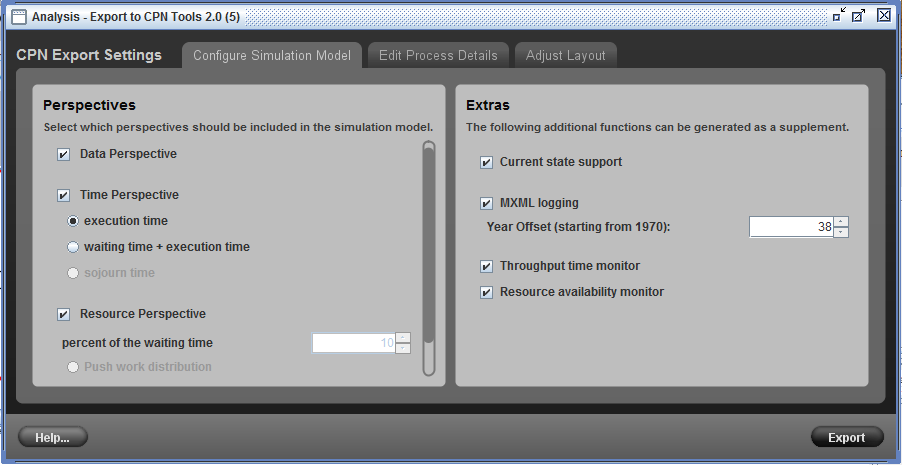 Analysis - Export to CPN Tools 2.0 (5)
CPN Export Settings
Configure Simulation Model
Edit Process Details
Adjust Layout
Perspectives
Select which perspectives should be included in the simulation model.
Data Perspective
Time Perspective
execution time
waiting time + execution time
sojourn time
Resource Perspective
percent of the waiting time 10
Push work distribution
Extras
The following additional functions can be generated as a supplement.
Current state support
MXML logging
Year Offset (starting from 1970): 38
Throughput time monitor
Resource availability monitor
Help...
Export